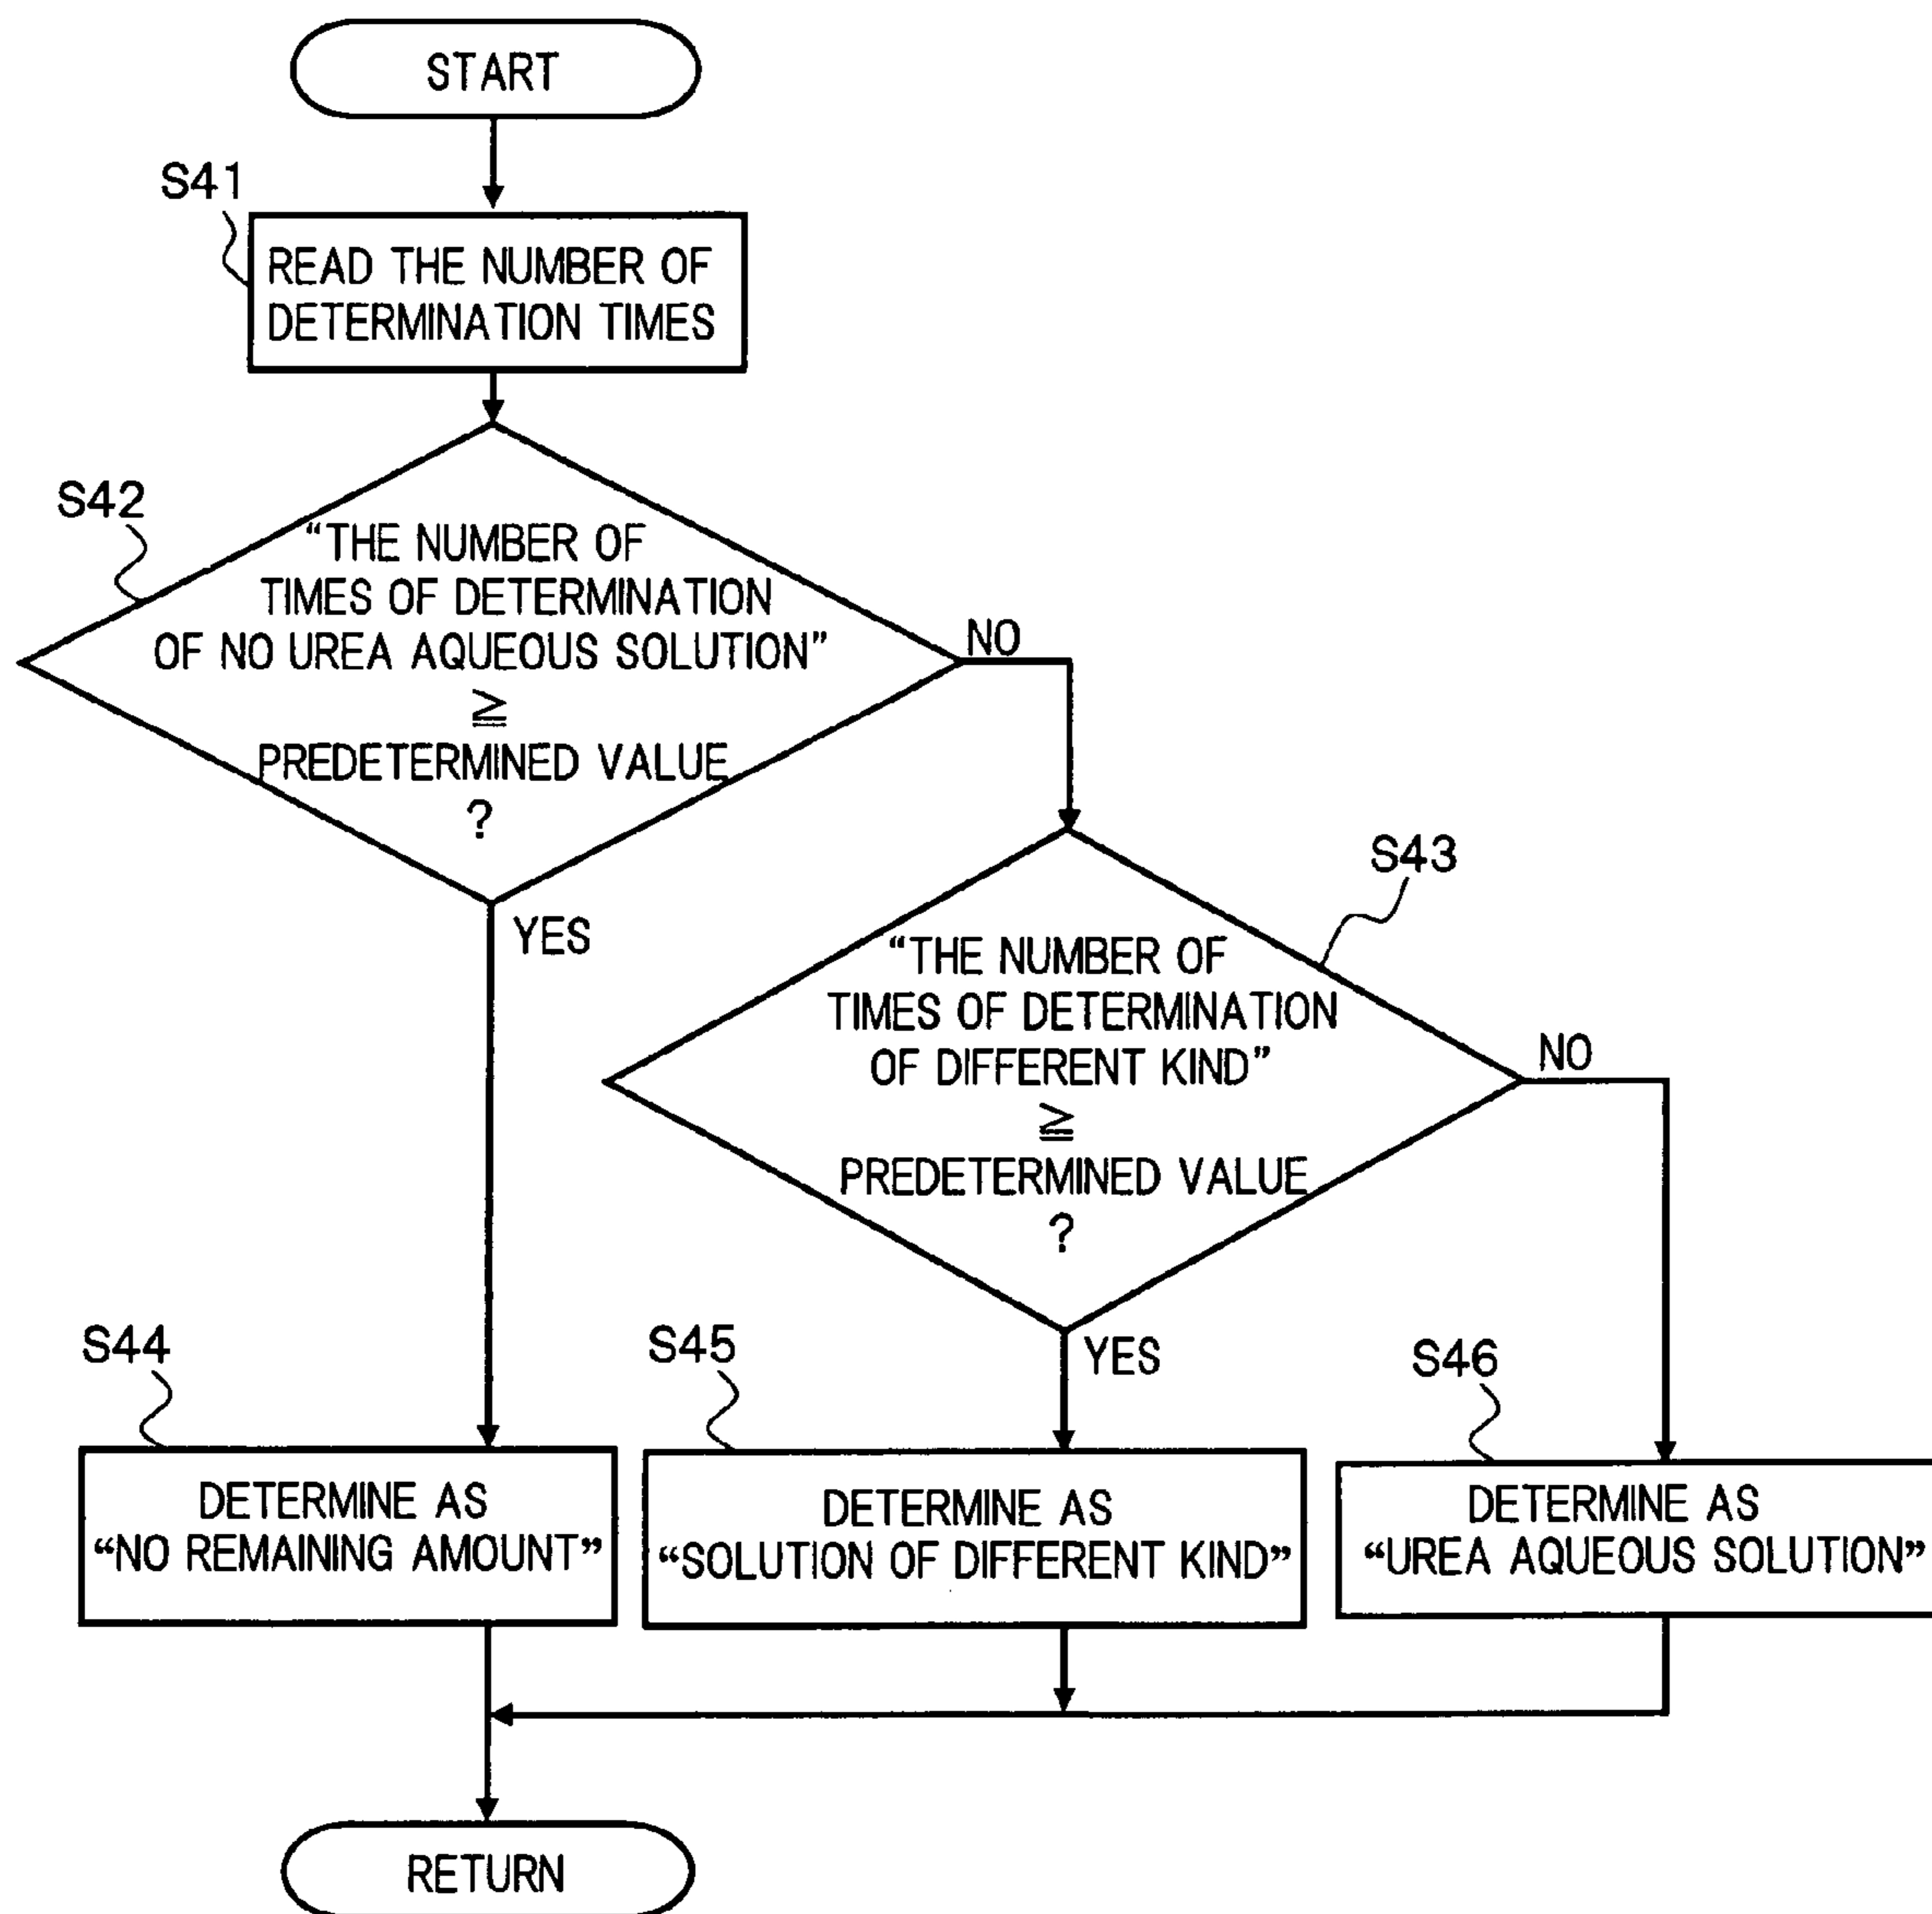 START
S41
READ THE NUMBER OF
DETERMINATION TIMES
S42
“THE NUMBER OF
TIMES OF DETERMINATION
OF NO UREA AQUEOUS SOLUTION”
≧
PREDETERMINED VALUE
?
NO
YES
S43
“THE NUMBER OF
TIMES OF DETERMINATION
OF DIFFERENT KIND”
≧
PREDETERMINED VALUE
?
NO
YES
S44
DETERMINE AS
“NO REMAINING AMOUNT”
S45
DETERMINE AS
“SOLUTION OF DIFFERENT KIND”
S46
DETERMINE AS
“UREA AQUEOUS SOLUTION”
RETURN